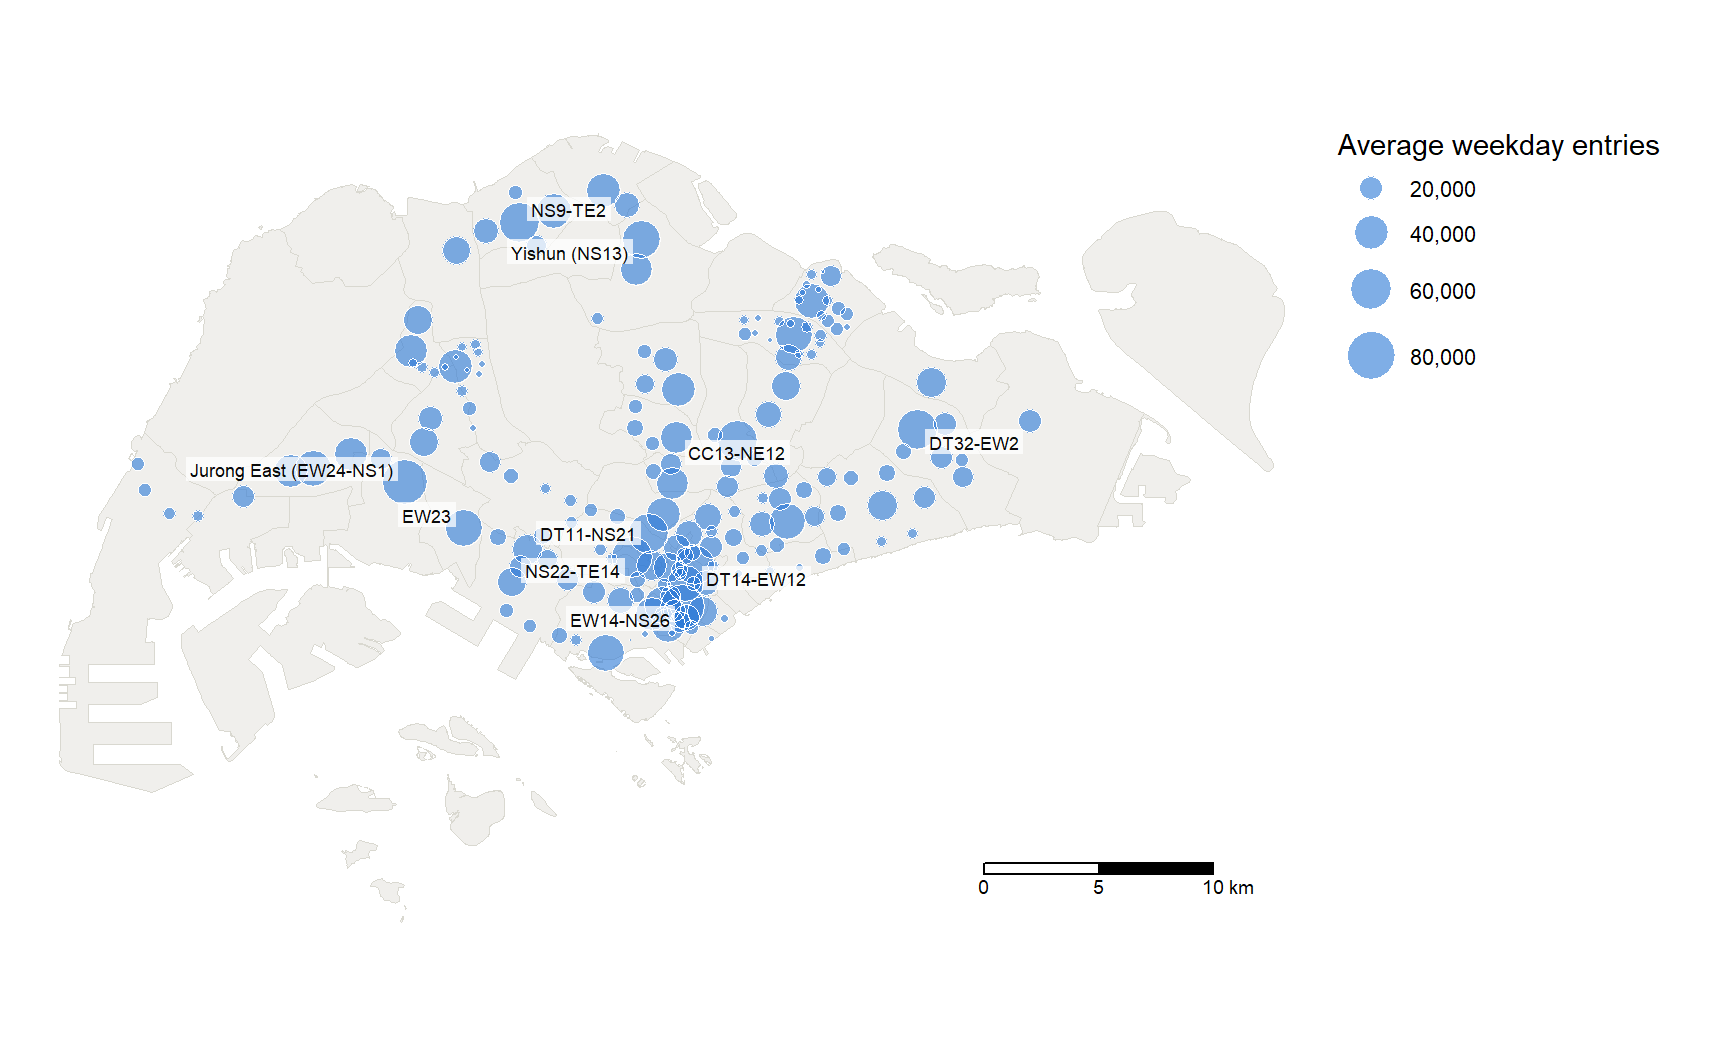 Average weekday entries
20,000
40,000
60,000
80,000
NS9-TE2
Yishun (NS13)
DT32-EW2
CC13-NE12
Jurong East (EW24-NS1)
EW23
DT11-NS21
NS22-TE14
DT14-EW12
EW14-NS26
0 5 10 km